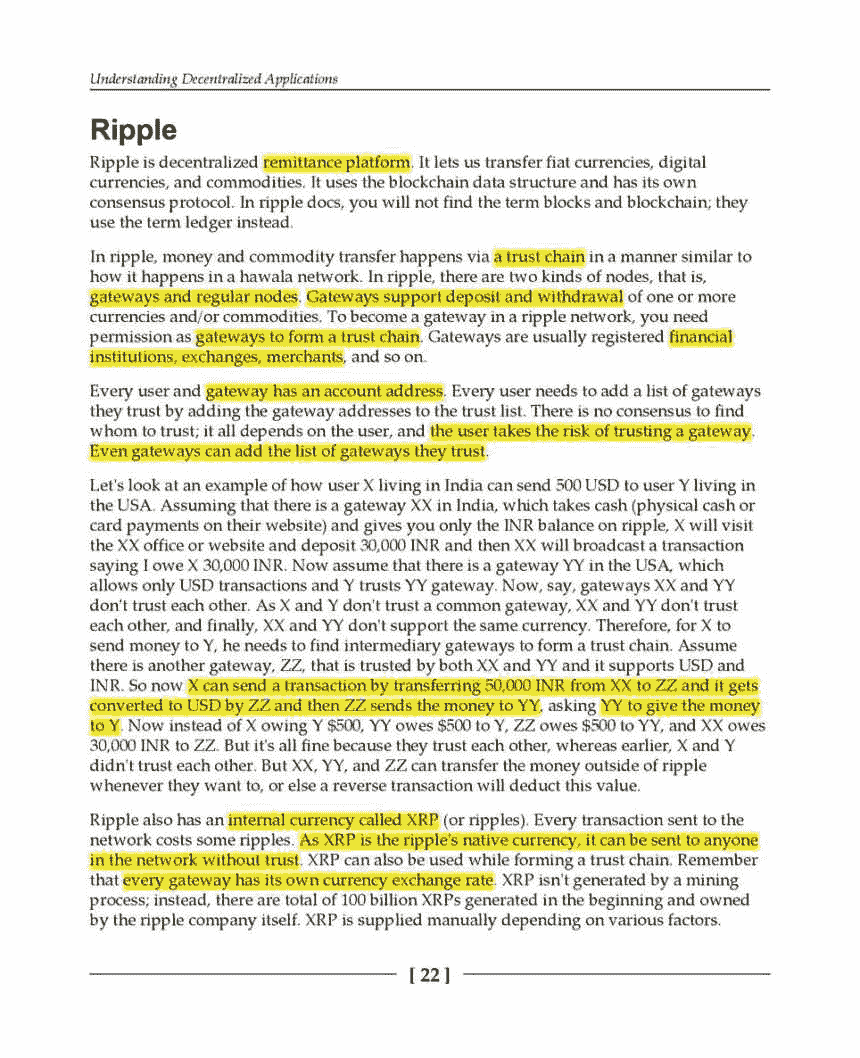 Understanding Decentralized Applications
Ripple
Ripple is decentralized remittance platform. It lets us transfer fiat currencies, digital
currencies, and commodities. It uses the blockchain data structure and has its own
consensus protocol. In ripple docs, you will not find the term blocks and blockchain; they
use the term ledger instead.
In ripple, money and commodity transfer happens via a trust chain in a manner similar to
how it happens in a hawala network. In ripple, there are two kinds of nodes, that is,
gateways and regular nodes. Gateways support deposit and withdrawal of one or more
currencies and/or commodities. To become a gateway in a ripple network, you need
permission as gateways to form a trust chain. Gateways are usually registered financial
institutions, exchanges, merchants, and so on.
Every user and gateway has an account address. Every user needs to add a list of gateways
they trust by adding the gateway addresses to the trust list. There is no consensus to find
whom to trust; it all depends on the user, and the user takes the risk of trusting a gateway.
Even gateways can add the list of gateways they trust.
Let's look at an example of how user X living in India can send 500 USD to user Y living in
the USA. Assuming that there is a gateway XX in India, which takes cash (physical cash or
card payments on their website) and gives you only the INR balance on ripple, X will visit
the XX office or website and deposit 30,000 INR and then XX will broadcast a transaction
saying I owe X 30,000 INR. Now assume that there is a gateway YY in the USA, which
allows only USD transactions and Y trusts YY gateway. Now, say, gateways XX and YY
don't trust each other. As X and Y don't trust a common gateway, XX and YY don't trust
each other, and finally, XX and YY don't support the same currency. Therefore, for X to
send money to Y, he needs to find intermediary gateways to form a trust chain. Assume
there is another gateway, ZZ, that is trusted by both XX and YY and it supports USD and
INR. So now X can send a transaction by transferring 50,000 INR from XX to ZZ and it gets
converted to USD by ZZ and then ZZ sends the money to YY, asking YY to give the money
to Y. Now instead of X owing Y $500, YY owes $500 to Y, ZZ owes $500 to YY, and XX owes
30,000 INR to ZZ. But it's all fine because they trust each other, whereas earlier, X and Y
didn't trust each other. But XX, YY, and ZZ can transfer the money outside of ripple
whenever they want to, or else a reverse transaction will deduct this value.
Ripple also has an internal currency called XRP (or ripples). Every transaction sent to the
network costs some ripples. As XRP is the ripple's native currency, it can be sent to anyone
in the network without trust. XRP can also be used while forming a trust chain. Remember
that every gateway has its own currency exchange rate. XRP isn't generated by a mining
process; instead, there are total of 100 billion XRPs generated in the beginning and owned
by the ripple company itself. XRP is supplied manually depending on various factors.
[ 22 ]